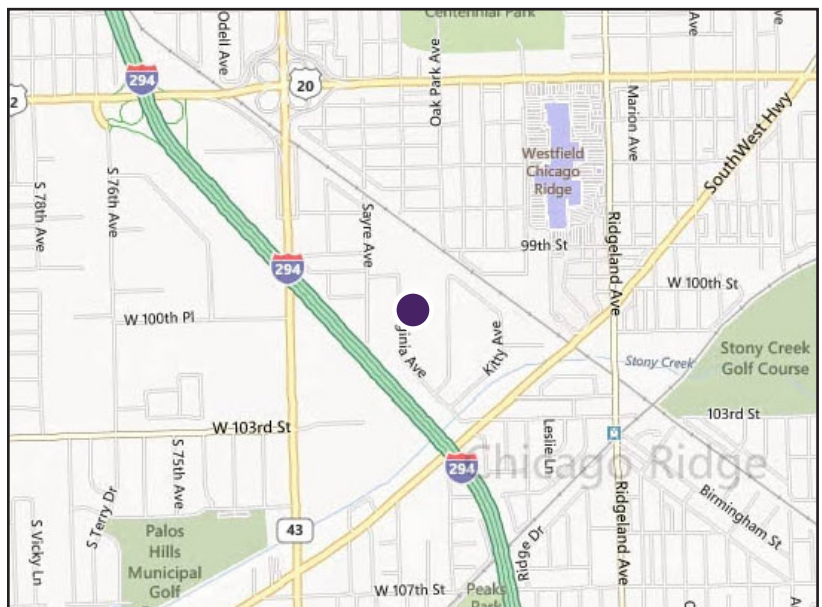 Centennial Park
Odell Ave
Ave
ve
Oak Park Ave
294
20
2
Marion Ave
SouthWest Hwy
Westfield
Chicago
Ridge
S 78th Ave
S 76th Ave
Sayre Ave
99th St
Ridgeland Ave
294
W 100th St
W 100th Pl
ginia Ave
Kitty Ave
Stony Creek
Stony Creek
Golf Course
103rd St
W 103rd St
Leslie Ln
294
Chicago Ridge
S 75th Ave
S Terry Dr
S Vicky Ln
Palos
Hills
Municipal
Golf
43
Ridgeland Ave
Birmingham St
Ridge Dr
W 107th St
Peaks
Park